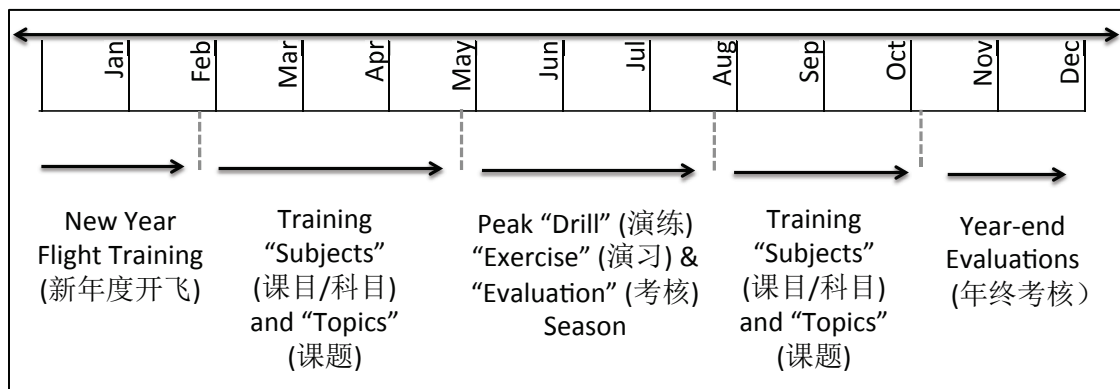 Jan
Feb
Mar
Apr
May
Jun
Jul
Aug
Sep
Oct
Nov
Dec
New Year
Flight Training
(新年度开飞)
Training
“Subjects”
(课目/科目)
and “Topics”
(课题)
Peak “Drill” (演练)
“Exercise” (演习) &
“Evaluation” (考核)
Season
Training
“Subjects”
(课目/科目)
and “Topics”
(课题)
Year-end
Evaluations
(年终考核）